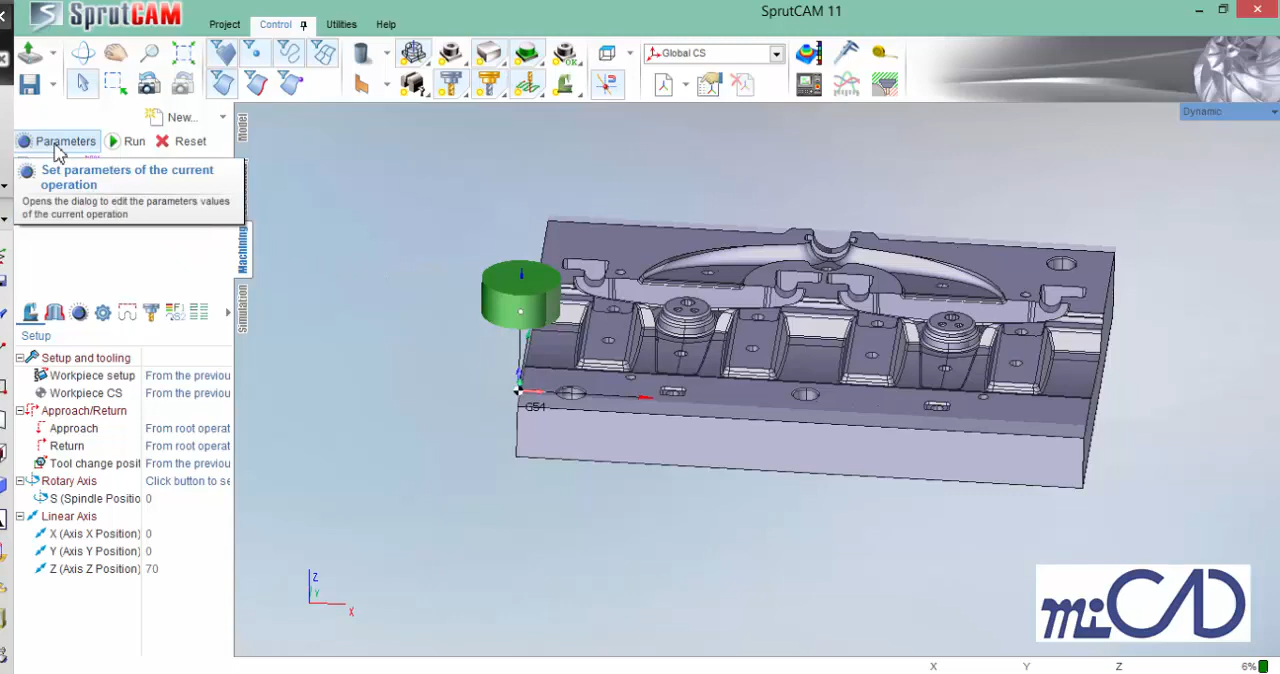 SprutCAM
SprutCAM 11
Project
Control
Utilities
Help
Global CS
Dynamic
New...
Parameters
Run
Reset
Set parameters of the current
operation
Opens the dialog to edit the parameters values
of the current operation
Model
Machining
Simulation
Setup
Setup and tooling
Workpiece setup From the previou
Workpiece CS From the previou
Approach/Return
Approach From root operat
Return From root operat
Tool change posit From the previou
Rotary Axis Click button to se
S (Spindle Positio 0
Linear Axis
X (Axis X Position) 0
Y (Axis Y Position) 0
Z (Axis Z Position) 70
G54
Z
Y
X
miCAD
X Y Z 6%